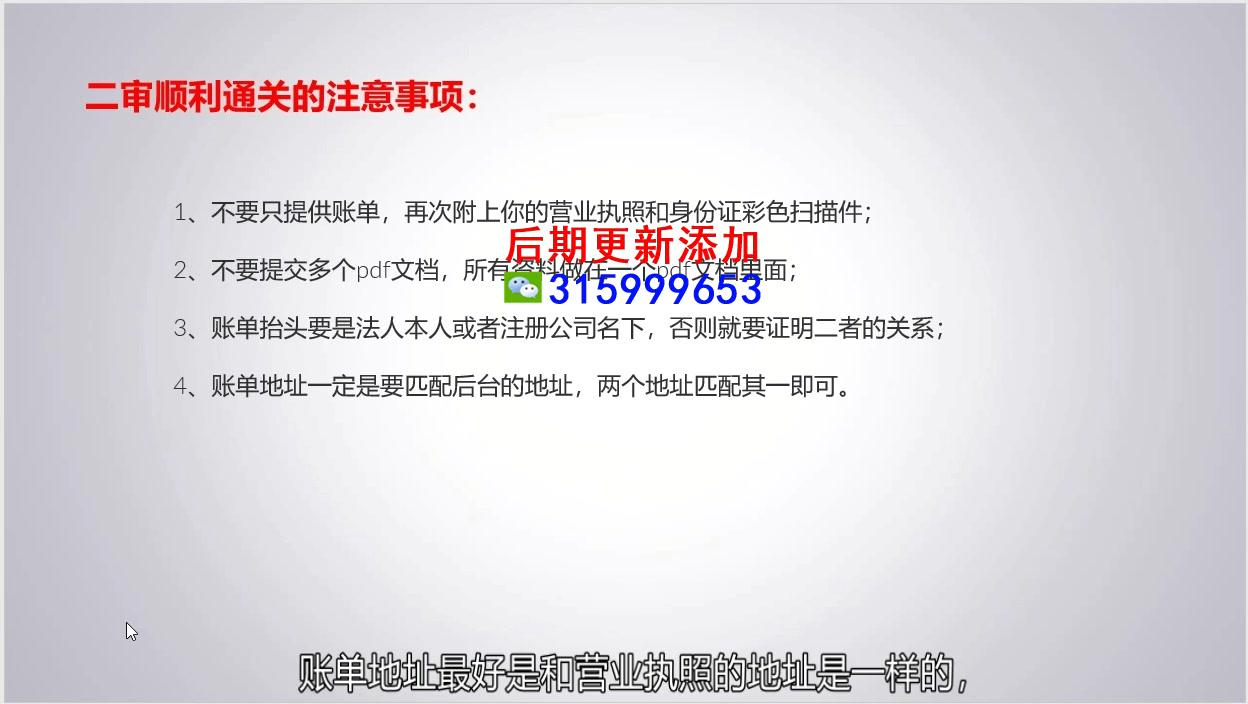 二审顺利通关的注意事项：
1、不要只提供账单，再次附上你的营业执照和身份证彩色扫描件；
后期更新添加
2、不要提交多个pdf文档，所有资料做在一个pdf文档里面；
315999653
3、账单抬头要是法人本人或者注册公司名下，否则就要证明二者的关系；
4、账单地址一定是要匹配后台的地址，两个地址匹配其一即可。
账单地址最好是和营业执照的地址是一样的，